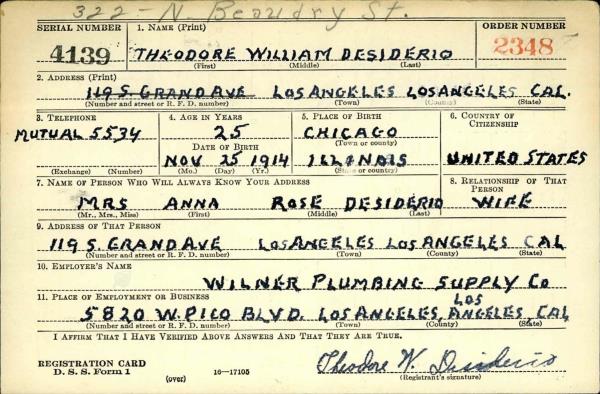 322 - N. Beaudry St.
SERIAL NUMBER 1. NAME (Print) ORDER NUMBER
4139 THEODORE WILLIAM DESIDERIO 2348
(First) (Middle) (Last)
2. ADDRESS (Print)
119 S. GRAND AVE LOS ANGELES LOS ANGELES CAL.
(Number and street or R. F. D. number) (Town) (County) (State)
3. TELEPHONE 4. AGE IN YEARS 5. PLACE OF BIRTH 6. COUNTRY OF CITIZENSHIP
MUTUAL 5534 25 CHICAGO
(Town or county)
DATE OF BIRTH
NOV 25 1914 ILLINOIS UNITED STATES
(Exchange) (Number) (Mo.) (Day) (Yr.) (State or country)
7. NAME OF PERSON WHO WILL ALWAYS KNOW YOUR ADDRESS 8. RELATIONSHIP OF THAT PERSON
MRS ANNA ROSE DESIDERIO WIFE
(Mr., Mrs., Miss) (First) (Middle) (Last)
9. ADDRESS OF THAT PERSON
119 S. GRAND AVE LOS ANGELES LOS ANGELES CAL
(Number and street or R. F. D. number) (Town) (County) (State)
10. EMPLOYER'S NAME
WILNER PLUMBING SUPPLY CO
11. PLACE OF EMPLOYMENT OR BUSINESS
5820 W. PICO BLVD. LOS ANGELES, LOS ANGELES, CAL
(Number and street or R. F. D. number) (Town) (County) (State)
I AFFIRM THAT I HAVE VERIFIED ABOVE ANSWERS AND THAT THEY ARE TRUE.
REGISTRATION CARD
D. S. S. Form 1 (over) 16-17105
Theodore W. Desiderio
(Registrant's signature)